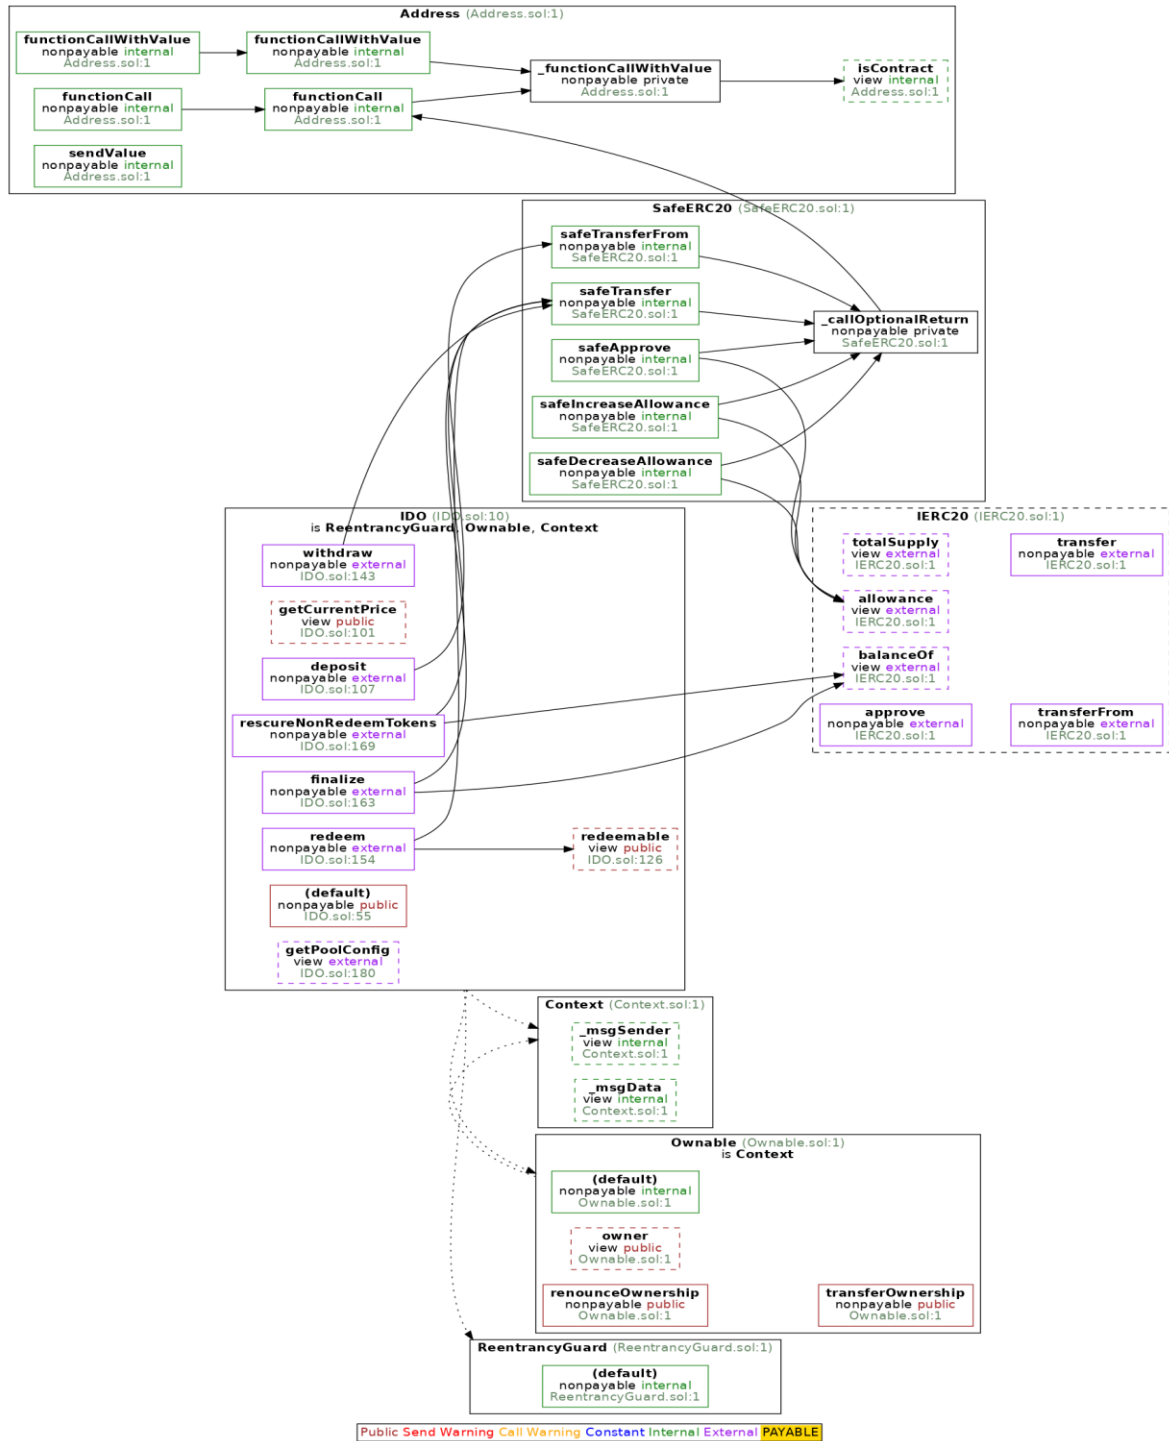 Address (Address.sol:1)
functionCallWithValue
nonpayable internal
Address.sol:1
functionCallWithValue
nonpayable internal
Address.sol:1
_functionCallWithValue
nonpayable private
Address.sol:1
isContract
view internal
Address.sol:1
functionCall
nonpayable internal
Address.sol:1
functionCall
nonpayable internal
Address.sol:1
sendValue
nonpayable internal
Address.sol:1
SafeERC20 (SafeERC20.sol:1)
safeTransferFrom
nonpayable internal
SafeERC20.sol:1
safeTransfer
nonpayable internal
SafeERC20.sol:1
_callOptionalReturn
nonpayable private
SafeERC20.sol:1
safeApprove
nonpayable internal
SafeERC20.sol:1
safeIncreaseAllowance
nonpayable internal
SafeERC20.sol:1
safeDecreaseAllowance
nonpayable internal
SafeERC20.sol:1
IDO (IDO.sol:10)
is ReentrancyGuard, Ownable, Context
withdraw
nonpayable external
IDO.sol:143
getCurrentPrice
view public
IDO.sol:101
deposit
nonpayable external
IDO.sol:107
rescureNonRedeemTokens
nonpayable external
IDO.sol:169
finalize
nonpayable external
IDO.sol:163
redeem
nonpayable external
IDO.sol:154
redeemable
view public
IDO.sol:126
(default)
nonpayable public
IDO.sol:55
getPoolConfig
view external
IDO.sol:180
IERC20 (IERC20.sol:1)
totalSupply
view external
IERC20.sol:1
transfer
nonpayable external
IERC20.sol:1
allowance
view external
IERC20.sol:1
balanceOf
view external
IERC20.sol:1
approve
nonpayable external
IERC20.sol:1
transferFrom
nonpayable external
IERC20.sol:1
Context (Context.sol:1)
_msgSender
view internal
Context.sol:1
_msgData
view internal
Context.sol:1
Ownable (Ownable.sol:1)
is Context
(default)
nonpayable internal
Ownable.sol:1
owner
view public
Ownable.sol:1
renounceOwnership
nonpayable public
Ownable.sol:1
transferOwnership
nonpayable public
Ownable.sol:1
ReentrancyGuard (ReentrancyGuard.sol:1)
(default)
nonpayable internal
ReentrancyGuard.sol:1
Public Send Warning Call Warning Constant Internal External PAYABLE